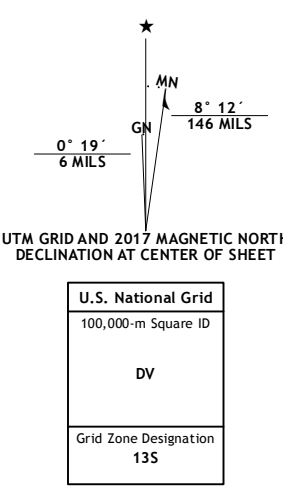 ★
MN
8° 12´
146 MILS
GN
0° 19´
6 MILS
UTM GRID AND 2017 MAGNETIC NORTH
DECLINATION AT CENTER OF SHEET
U.S. National Grid
100,000-m Square ID
DV
Grid Zone Designation
13S